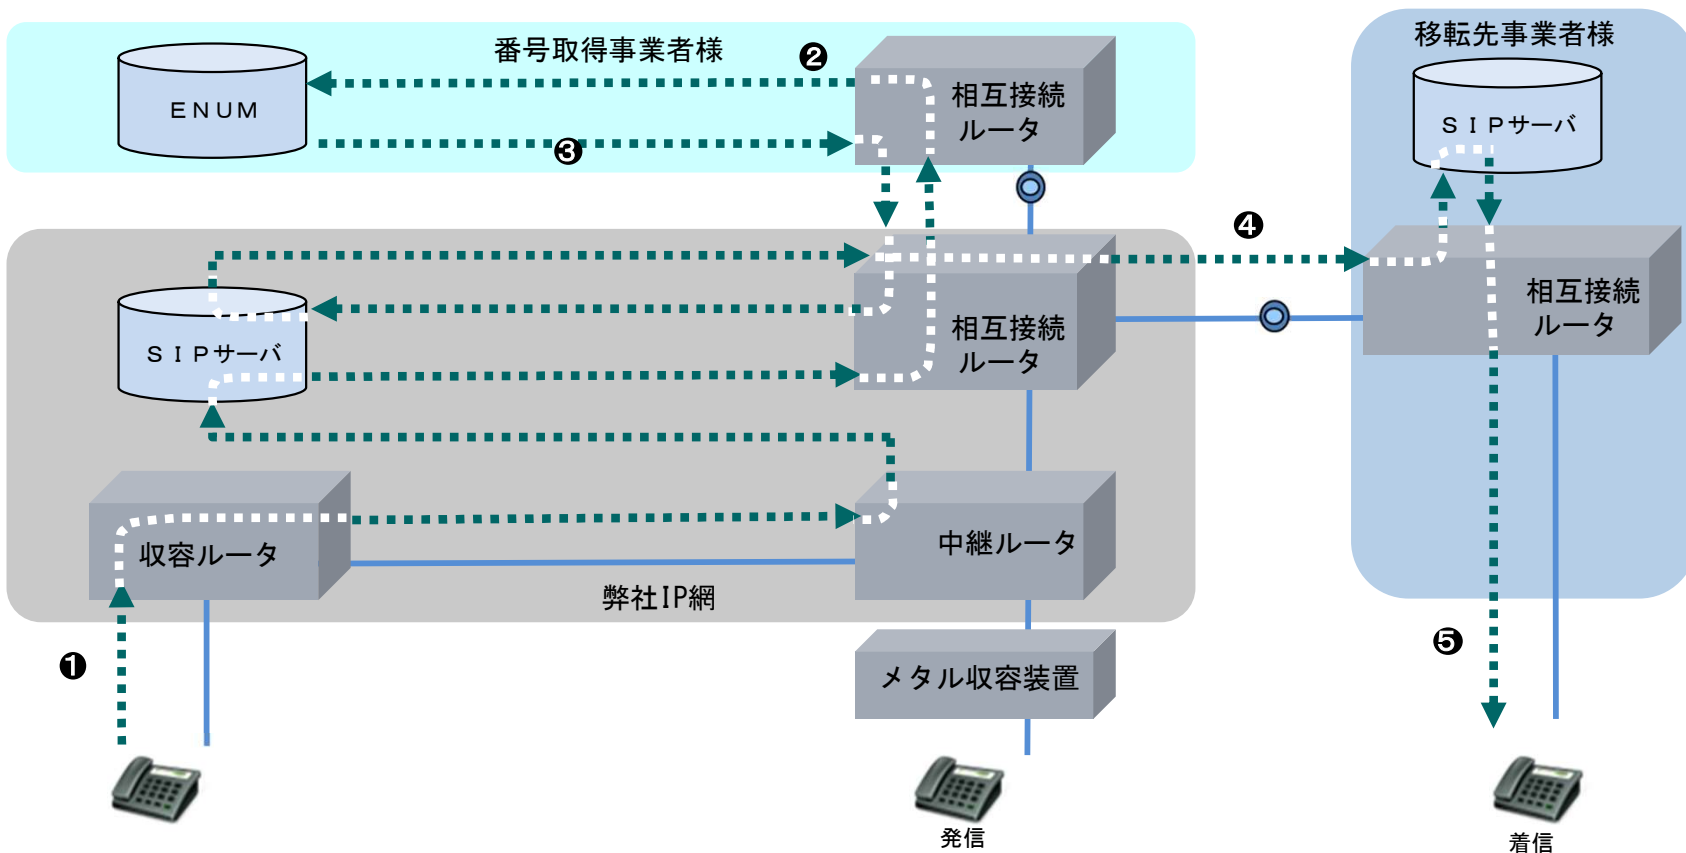 番号取得事業者様
❷
移転先事業者様
ＥＮＵＭ
相互接続
ルータ
ＳＩＰサーバ
❸
❹
相互接続
ルータ
ＳＩＰサーバ
相互接続
ルータ
収容ルータ
中継ルータ
弊社IP網
❶
メタル収容装置
❺
発信
着信